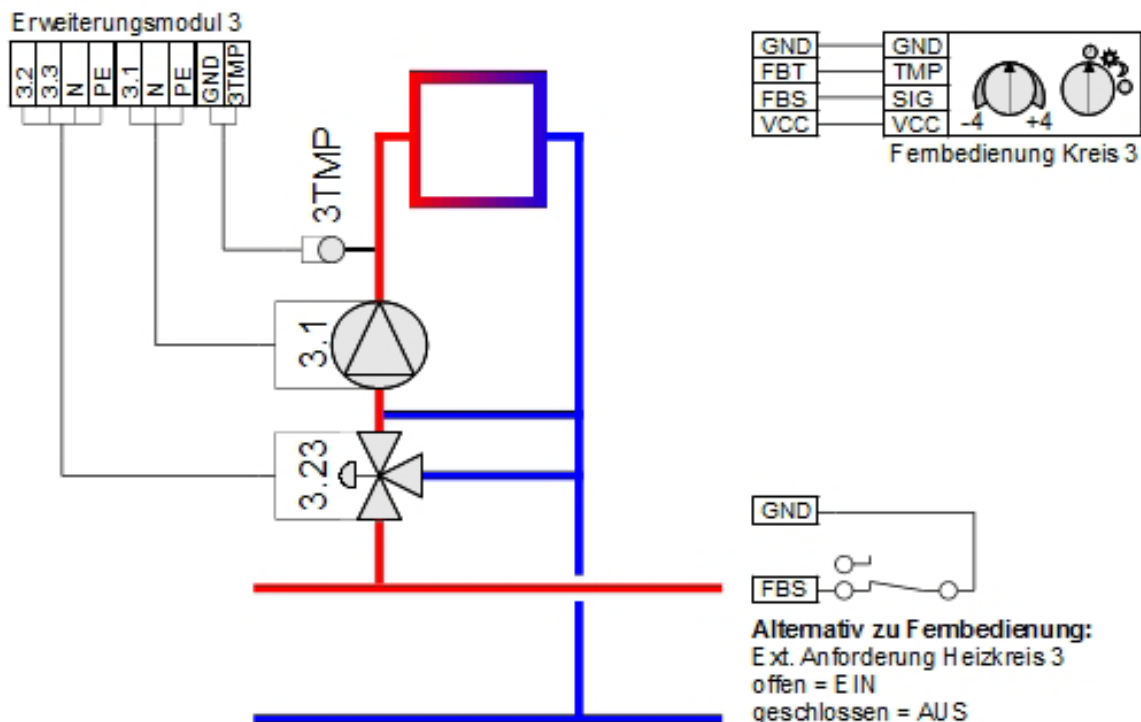 Erweiterungsmodul 3
3.2 3.3 N PE 3.1 N PE GND 3TMP
GND GND
FBT TMP
FBS SIG
VCC VCC
-4 +4
Fernbedienung Kreis 3
3TMP
3.1
3.23
GND
FBS
Alternativ zu Fernbedienung:
Ext. Anforderung Heizkreis 3
offen = EIN
geschlossen = AUS